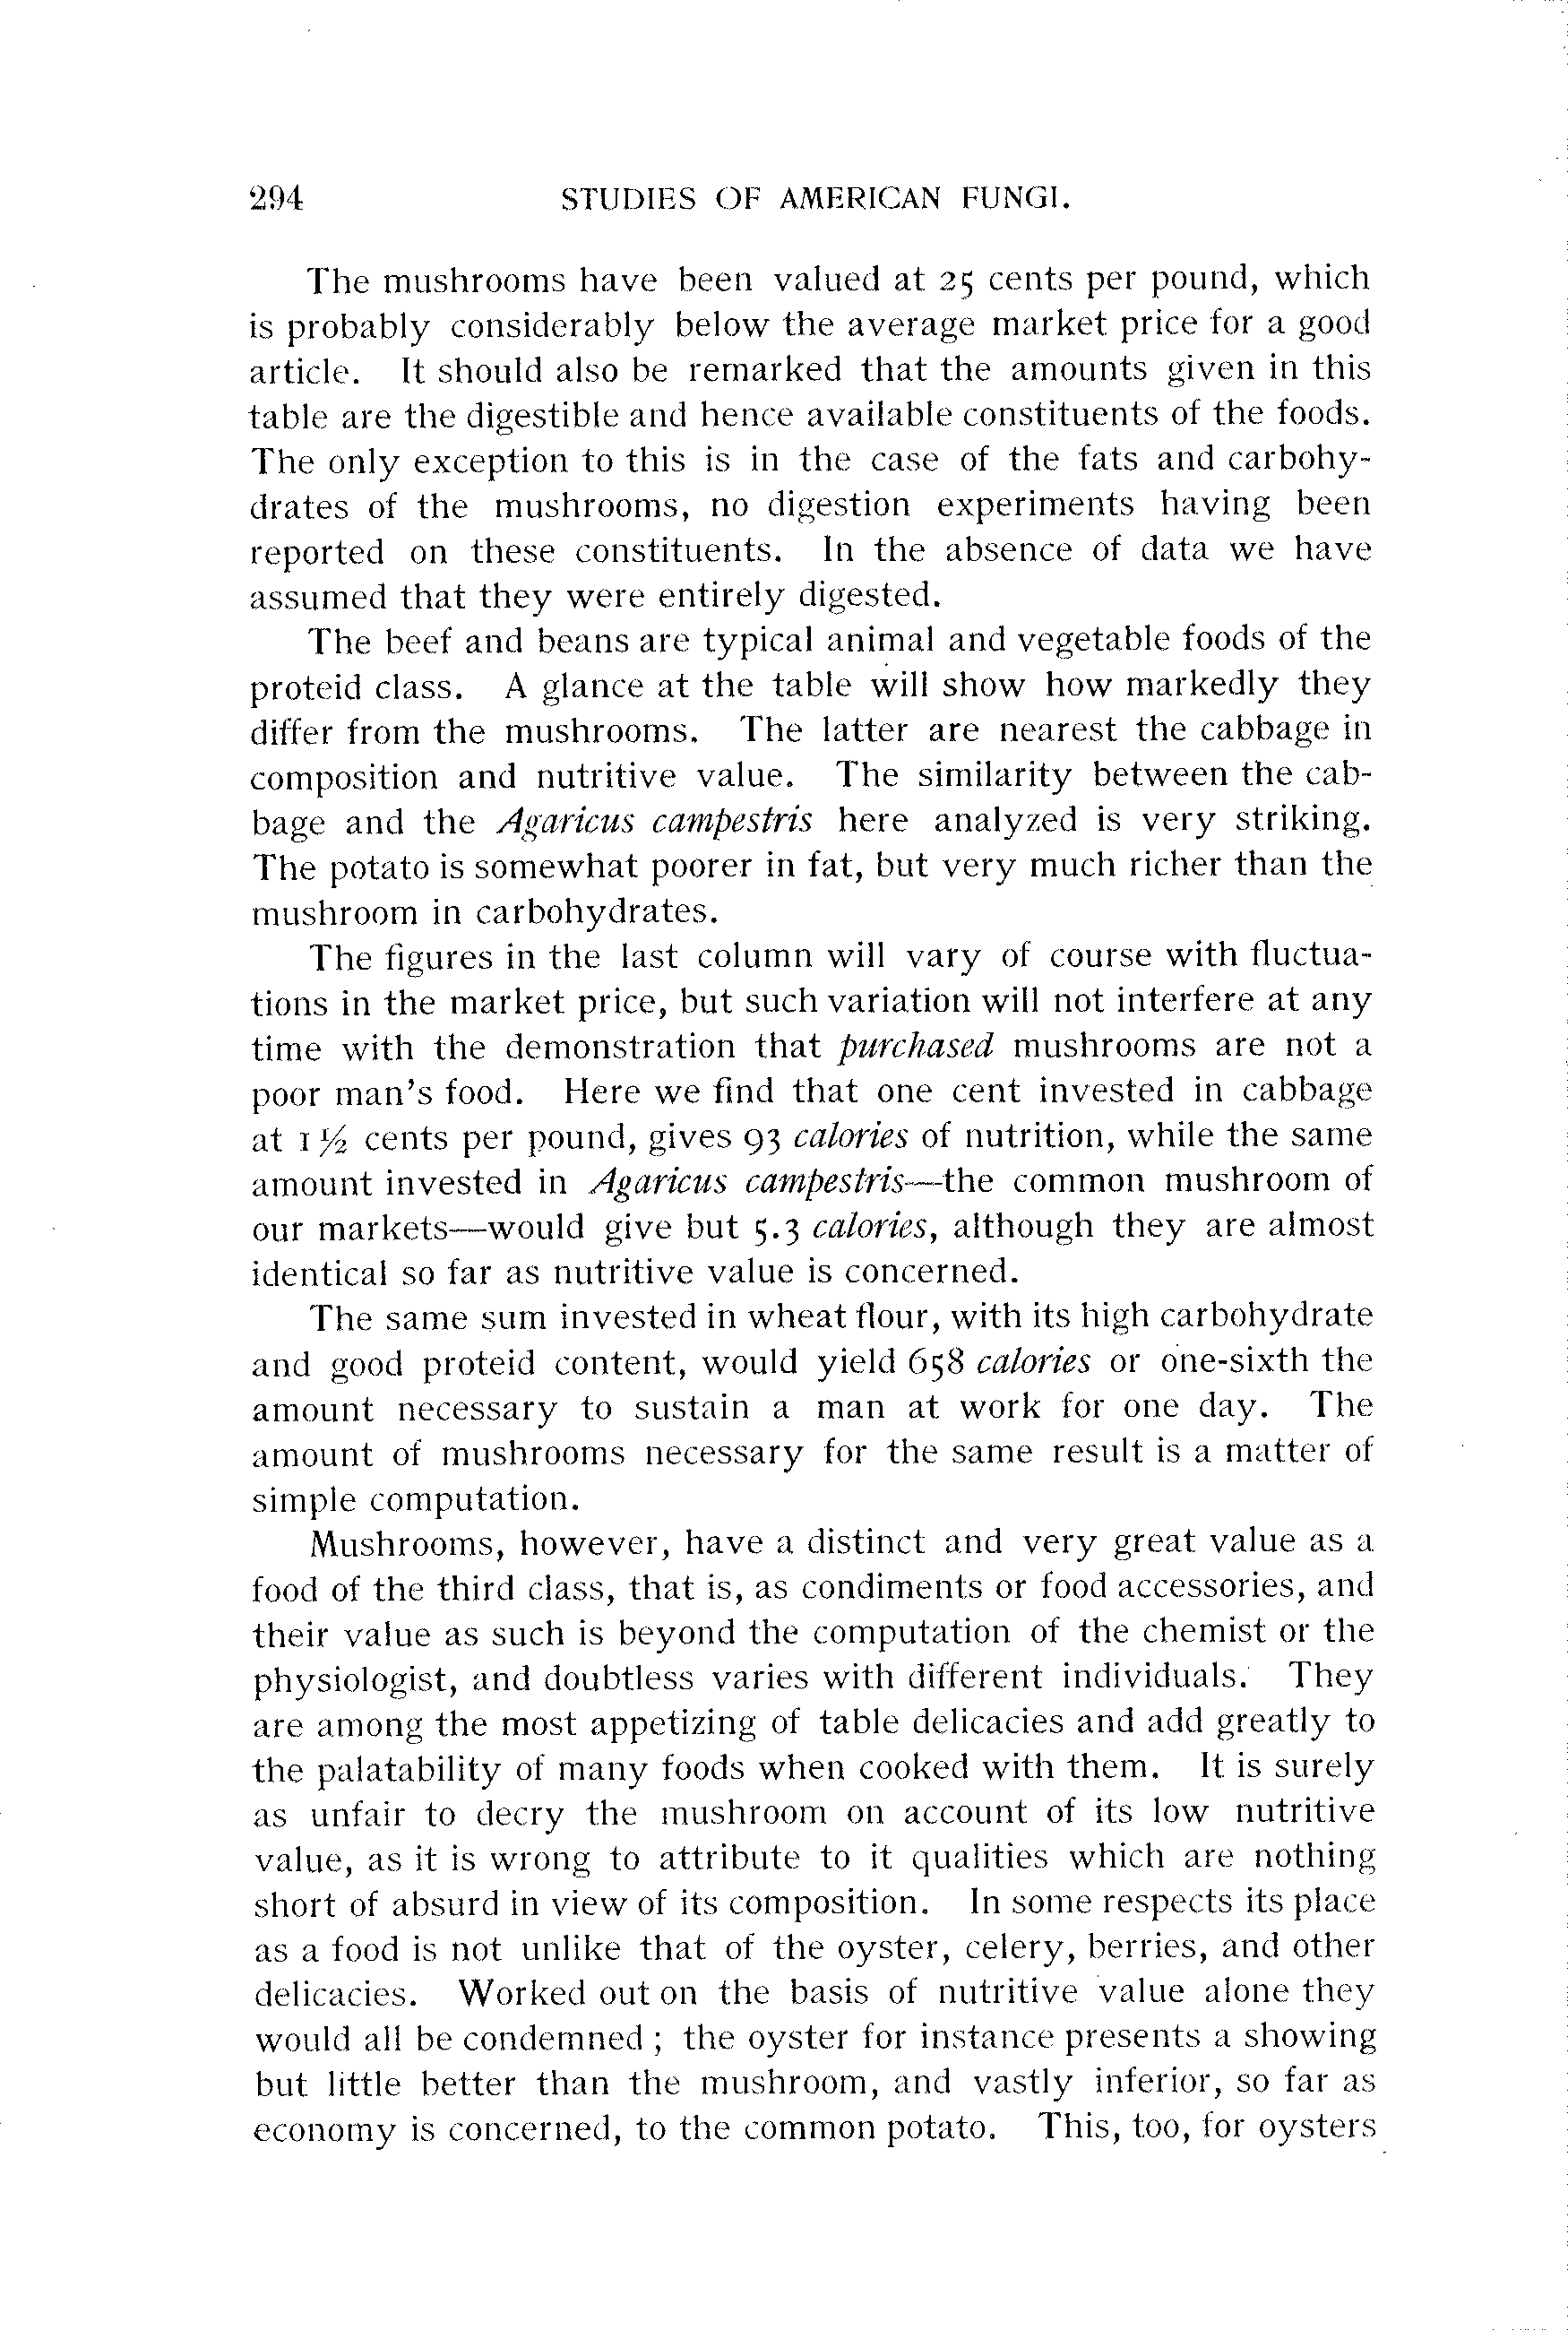 294 STUDIES OF AMERICAN FUNGI.
The mushrooms have been valued at 25 cents per pound, which
is probably considerably below the average market price for a good
article. It should also be remarked that the amounts given in this
table are the digestible and hence available constituents of the foods.
The only exception to this is in the case of the fats and carbohy-
drates of the mushrooms, no digestion experiments having been
reported on these constituents. In the absence of data we have
assumed that they were entirely digested.
The beef and beans are typical animal and vegetable foods of the
proteid class. A glance at the table will show how markedly they
differ from the mushrooms. The latter are nearest the cabbage in
composition and nutritive value. The similarity between the cab-
bage and the Agaricus campestris here analyzed is very striking.
The potato is somewhat poorer in fat, but very much richer than the
mushroom in carbohydrates.
The figures in the last column will vary of course with fluctua-
tions in the market price, but such variation will not interfere at any
time with the demonstration that purchased mushrooms are not a
poor man's food. Here we find that one cent invested in cabbage
at 1½ cents per pound, gives 93 calories of nutrition, while the same
amount invested in Agaricus campestris—the common mushroom of
our markets—would give but 5.3 calories, although they are almost
identical so far as nutritive value is concerned.
The same sum invested in wheat flour, with its high carbohydrate
and good proteid content, would yield 658 calories or one-sixth the
amount necessary to sustain a man at work for one day. The
amount of mushrooms necessary for the same result is a matter of
simple computation.
Mushrooms, however, have a distinct and very great value as a
food of the third class, that is, as condiments or food accessories, and
their value as such is beyond the computation of the chemist or the
physiologist, and doubtless varies with different individuals. They
are among the most appetizing of table delicacies and add greatly to
the palatability of many foods when cooked with them. It is surely
as unfair to decry the mushroom on account of its low nutritive
value, as it is wrong to attribute to it qualities which are nothing
short of absurd in view of its composition. In some respects its place
as a food is not unlike that of the oyster, celery, berries, and other
delicacies. Worked out on the basis of nutritive value alone they
would all be condemned ; the oyster for instance presents a showing
but little better than the mushroom, and vastly inferior, so far as
economy is concerned, to the common potato. This, too, for oysters